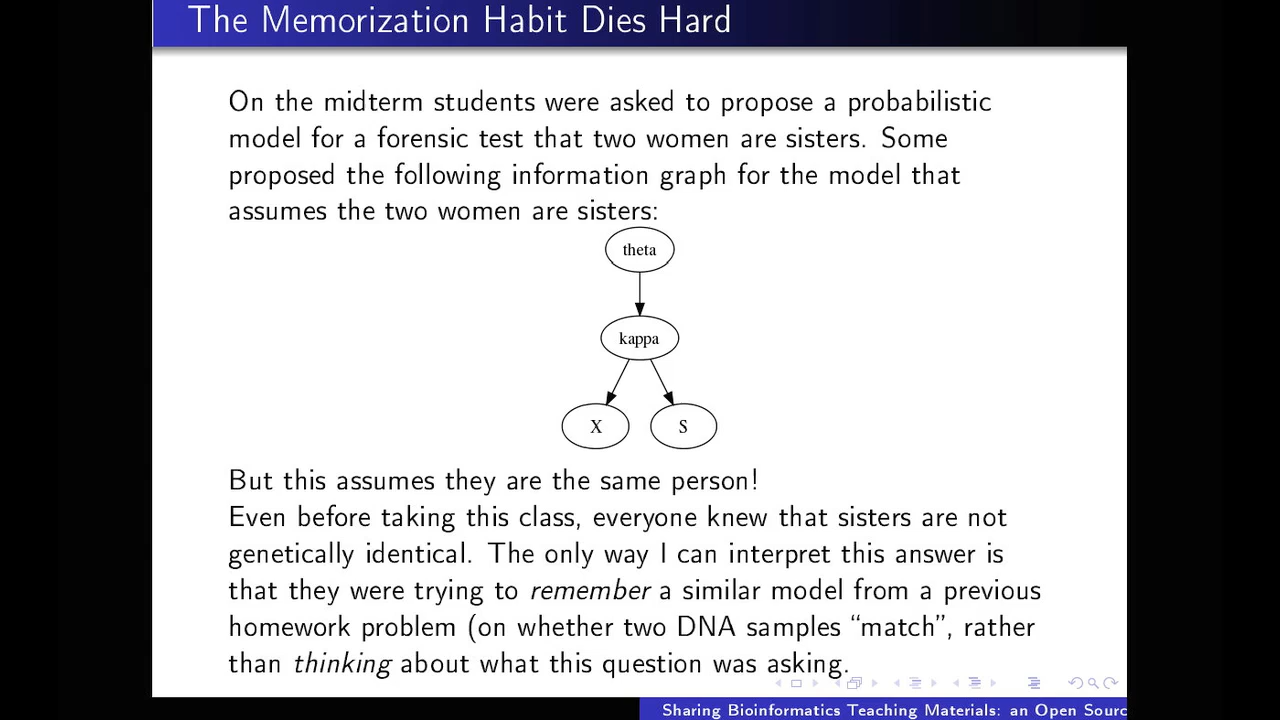 The Memorization Habit Dies Hard
On the midterm students were asked to propose a probabilistic
model for a forensic test that two women are sisters. Some
proposed the following information graph for the model that
assumes the two women are sisters:
theta
kappa
X S
But this assumes they are the same person!
Even before taking this class, everyone knew that sisters are not
genetically identical. The only way I can interpret this answer is
that they were trying to remember a similar model from a previous
homework problem (on whether two DNA samples “match”, rather
than thinking about what this question was asking.
Sharing Bioinformatics Teaching Materials: an Open Sourc